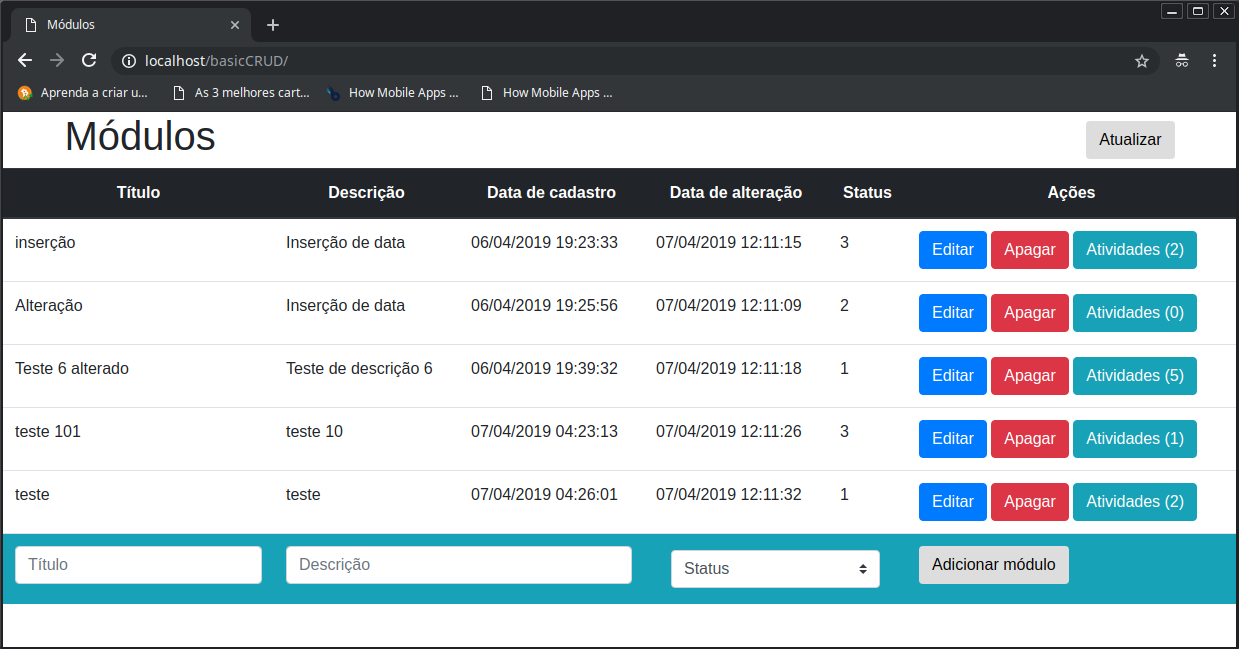 Módulos
localhost/basicCRUD/
Aprenda a criar u... As 3 melhores cart... How Mobile Apps ... How Mobile Apps ...
Módulos Atualizar
Título Descrição Data de cadastro Data de alteração Status Ações
inserção Inserção de data 06/04/2019 19:23:33 07/04/2019 12:11:15 3 Editar Apagar Atividades (2)
Alteração Inserção de data 06/04/2019 19:25:56 07/04/2019 12:11:09 2 Editar Apagar Atividades (0)
Teste 6 alterado Teste de descrição 6 06/04/2019 19:39:32 07/04/2019 12:11:18 1 Editar Apagar Atividades (5)
teste 101 teste 10 07/04/2019 04:23:13 07/04/2019 12:11:26 3 Editar Apagar Atividades (1)
teste teste 07/04/2019 04:26:01 07/04/2019 12:11:32 1 Editar Apagar Atividades (2)
Título Descrição Status Adicionar módulo